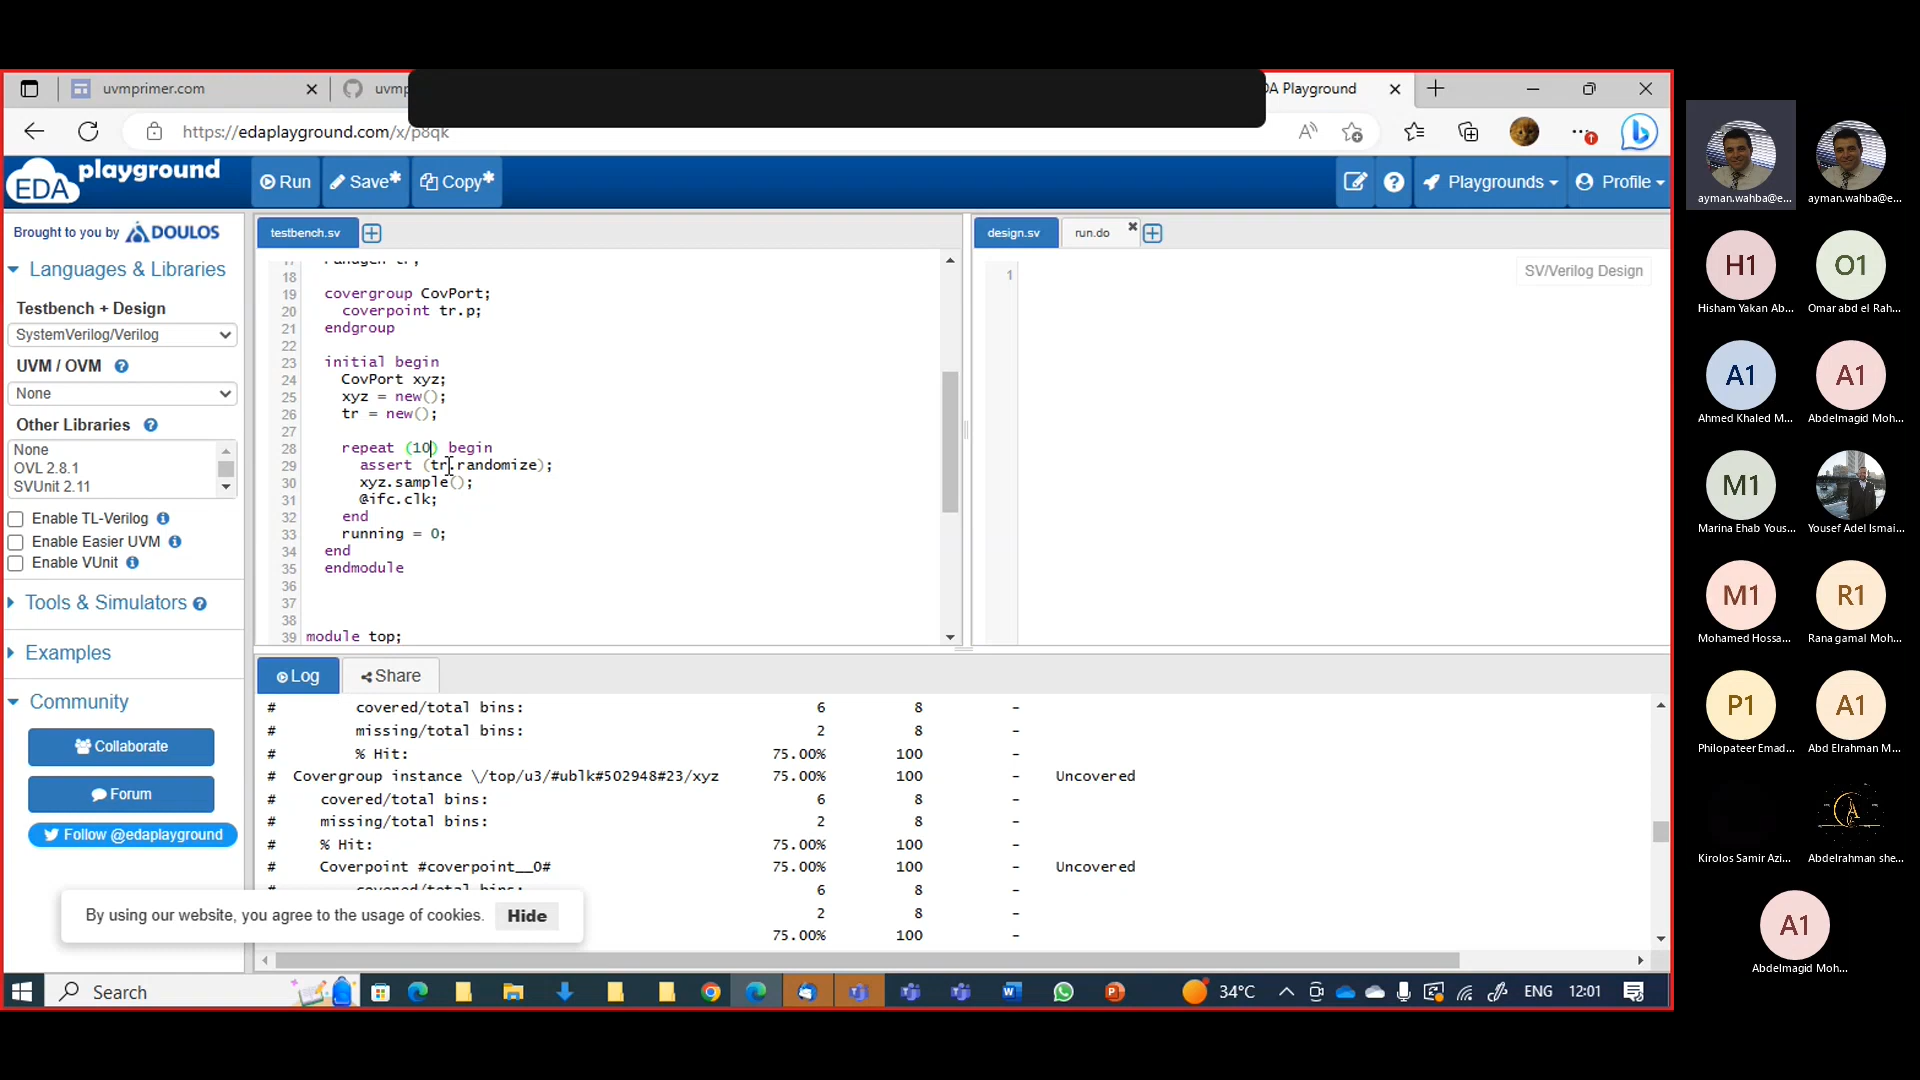 uvmprimer.com
uvmp
DA Playground
https://edaplayground.com/x/p8qk
EDA playground
Run
Save*
Copy*
Playgrounds
Profile
Brought to you by DOULOS
Languages & Libraries
Testbench + Design
SystemVerilog/Verilog
UVM / OVM
None
Other Libraries
None
OVL 2.8.1
SVUnit 2.11
Enable TL-Verilog
Enable Easier UVM
Enable VUnit
Tools & Simulators
Examples
Community
Collaborate
Forum
Follow @edaplayground
testbench.sv
18
19 covergroup CovPort;
20 coverpoint tr.p;
21 endgroup
22
23 initial begin
24 CovPort xyz;
25 xyz = new();
26 tr = new();
27
28 repeat (10) begin
29 assert (tr.randomize);
30 xyz.sample();
31 @ifc.clk;
32 end
33 running = 0;
34 end
35 endmodule
36
37
38
39 module top;
design.sv
run.do
1
SV/Verilog Design
Log
Share
# covered/total bins: 6 8 -
# missing/total bins: 2 8 -
# % Hit: 75.00% 100 -
# Covergroup instance \/top/u3/#ublk#502948#23/xyz 75.00% 100 - Uncovered
# covered/total bins: 6 8 -
# missing/total bins: 2 8 -
# % Hit: 75.00% 100 -
# Coverpoint #coverpoint__0# 75.00% 100 - Uncovered
# covered/total bins: 6 8 -
2 8 -
75.00% 100 -
By using our website, you agree to the usage of cookies. Hide
Search
34°C
ENG
12:01
ayman.wahba@e...
ayman.wahba@e...
H1
Hisham Yakan Ab...
O1
Omar abd el Rah...
A1
Ahmed Khaled M...
A1
Abdelmagid Moh...
M1
Marina Ehab Yous...
Yousef Adel Ismai...
M1
Mohamed Hossa...
R1
Rana gamal Moh...
P1
Philopateer Emad...
A1
Abd Elrahman M...
Kirolos Samir Azi...
Abdelrahman she...
A1
Abdelmagid Moh...